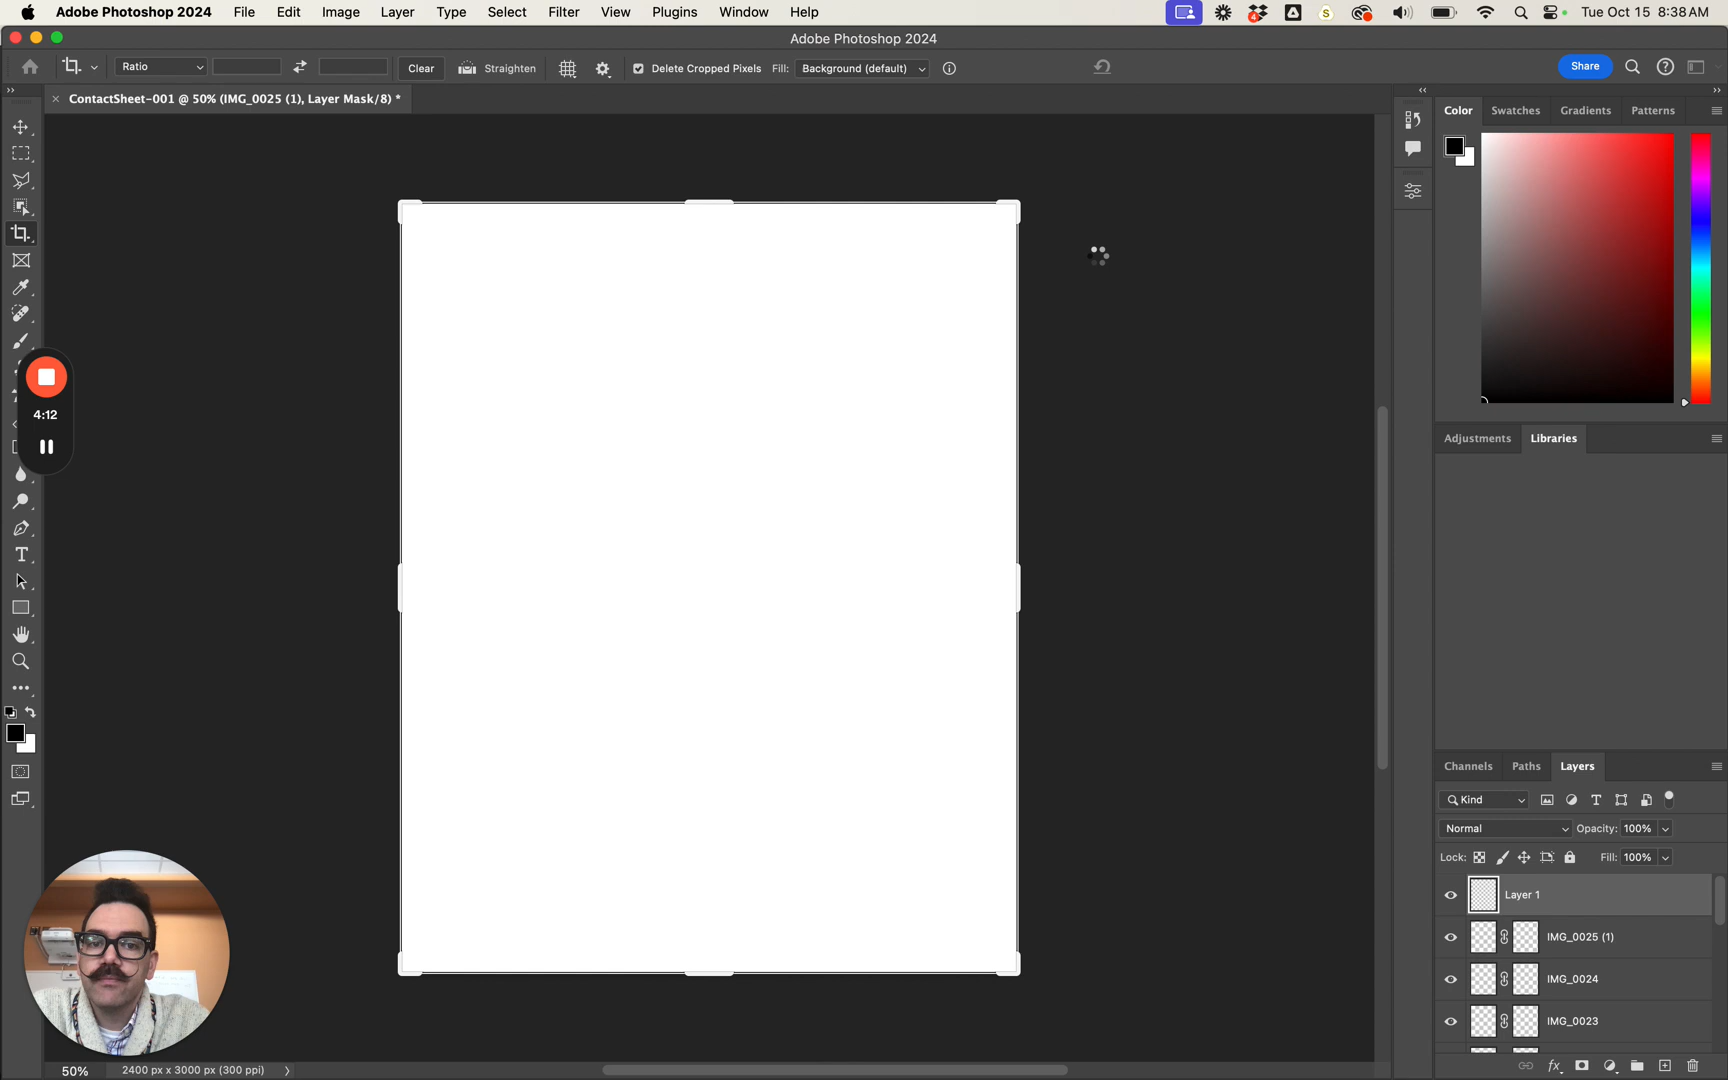 Adobe Photoshop 2024 File Edit Image Layer Type Select Filter View Plugins Window Help
4 S Tue Oct 15 8:38 AM
Adobe Photoshop 2024
Ratio Clear Straighten Delete Cropped Pixels Fill: Background (default) Share
× ContactSheet-001 @ 50% (IMG_0025 (1), Layer Mask/8) *
Color Swatches Gradients Patterns
4:12
Adjustments Libraries
Channels Paths Layers
Kind
Normal Opacity: 100%
Lock: Fill: 100%
Layer 1
IMG_0025 (1)
IMG_0024
IMG_0023
50% 2400 px x 3000 px (300 ppi)